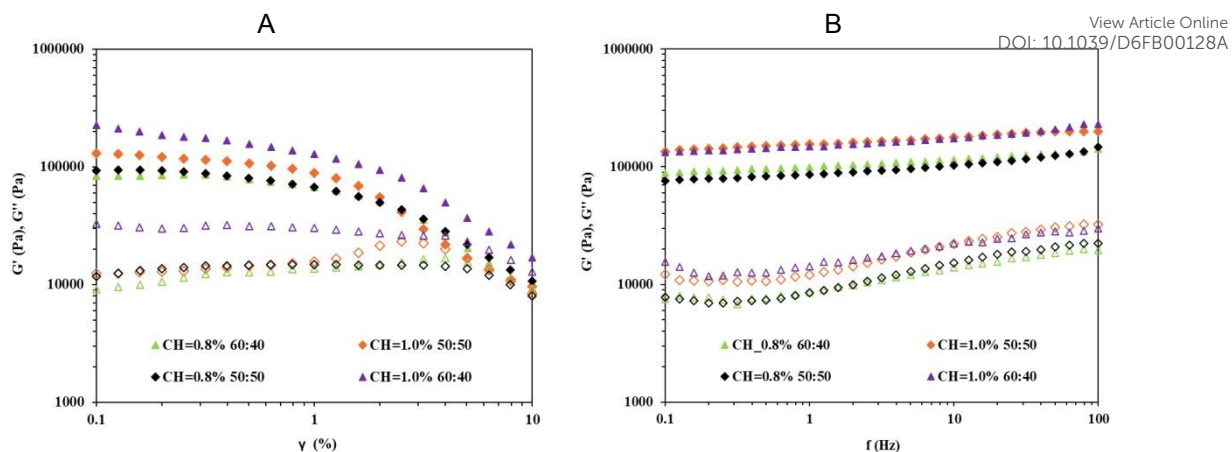 A
B
View Article Online
DOI: 10.1039/D6FB00128A
G' (Pa), G'' (Pa)
1000000
100000
10000
1000
CH=0.8% 60:40
CH=1.0% 50:50
CH=0.8% 50:50
CH=1.0% 60:40
0.1
1
10
γ (%)
G' (Pa), G'' (Pa)
1000000
100000
10000
1000
CH_0.8% 60:40
CH=1.0% 50:50
CH=0.8% 50:50
CH=1.0% 60:40
0.1
1
10
100
f (Hz)